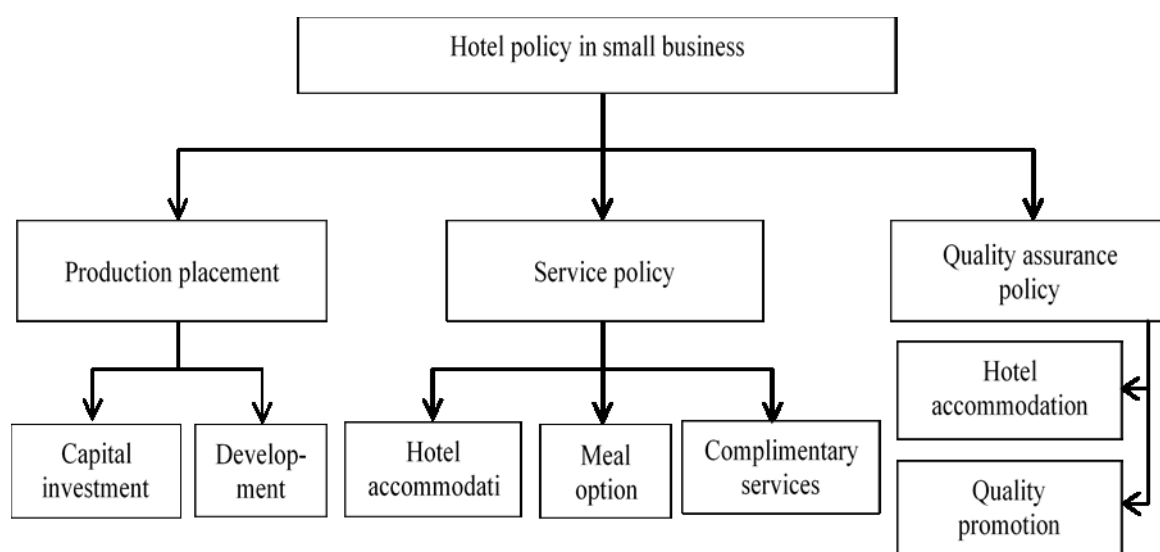 Hotel policy in small business
Production placement
Service policy
Quality assurance
policy
Capital
investment
Develop-
ment
Hotel
accommodati
Meal
option
Complimentary
services
Hotel
accommodation
Quality
promotion